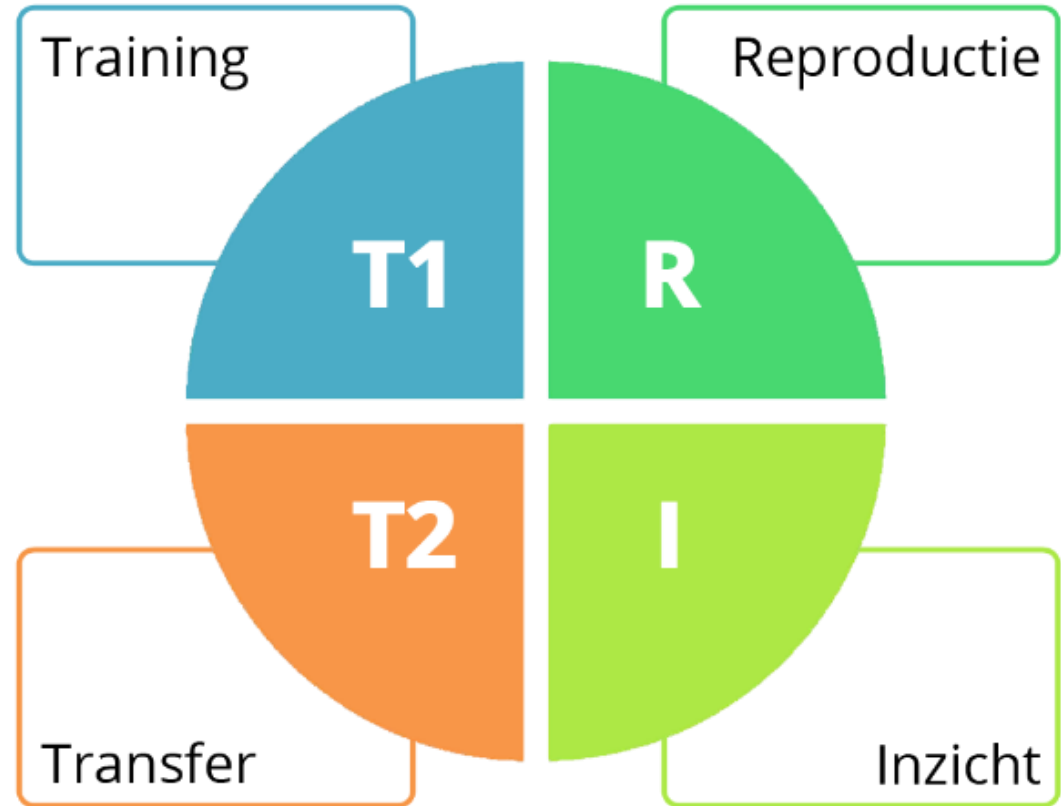 Training
Reproductie
T1
R
T2
I
Transfer
Inzicht